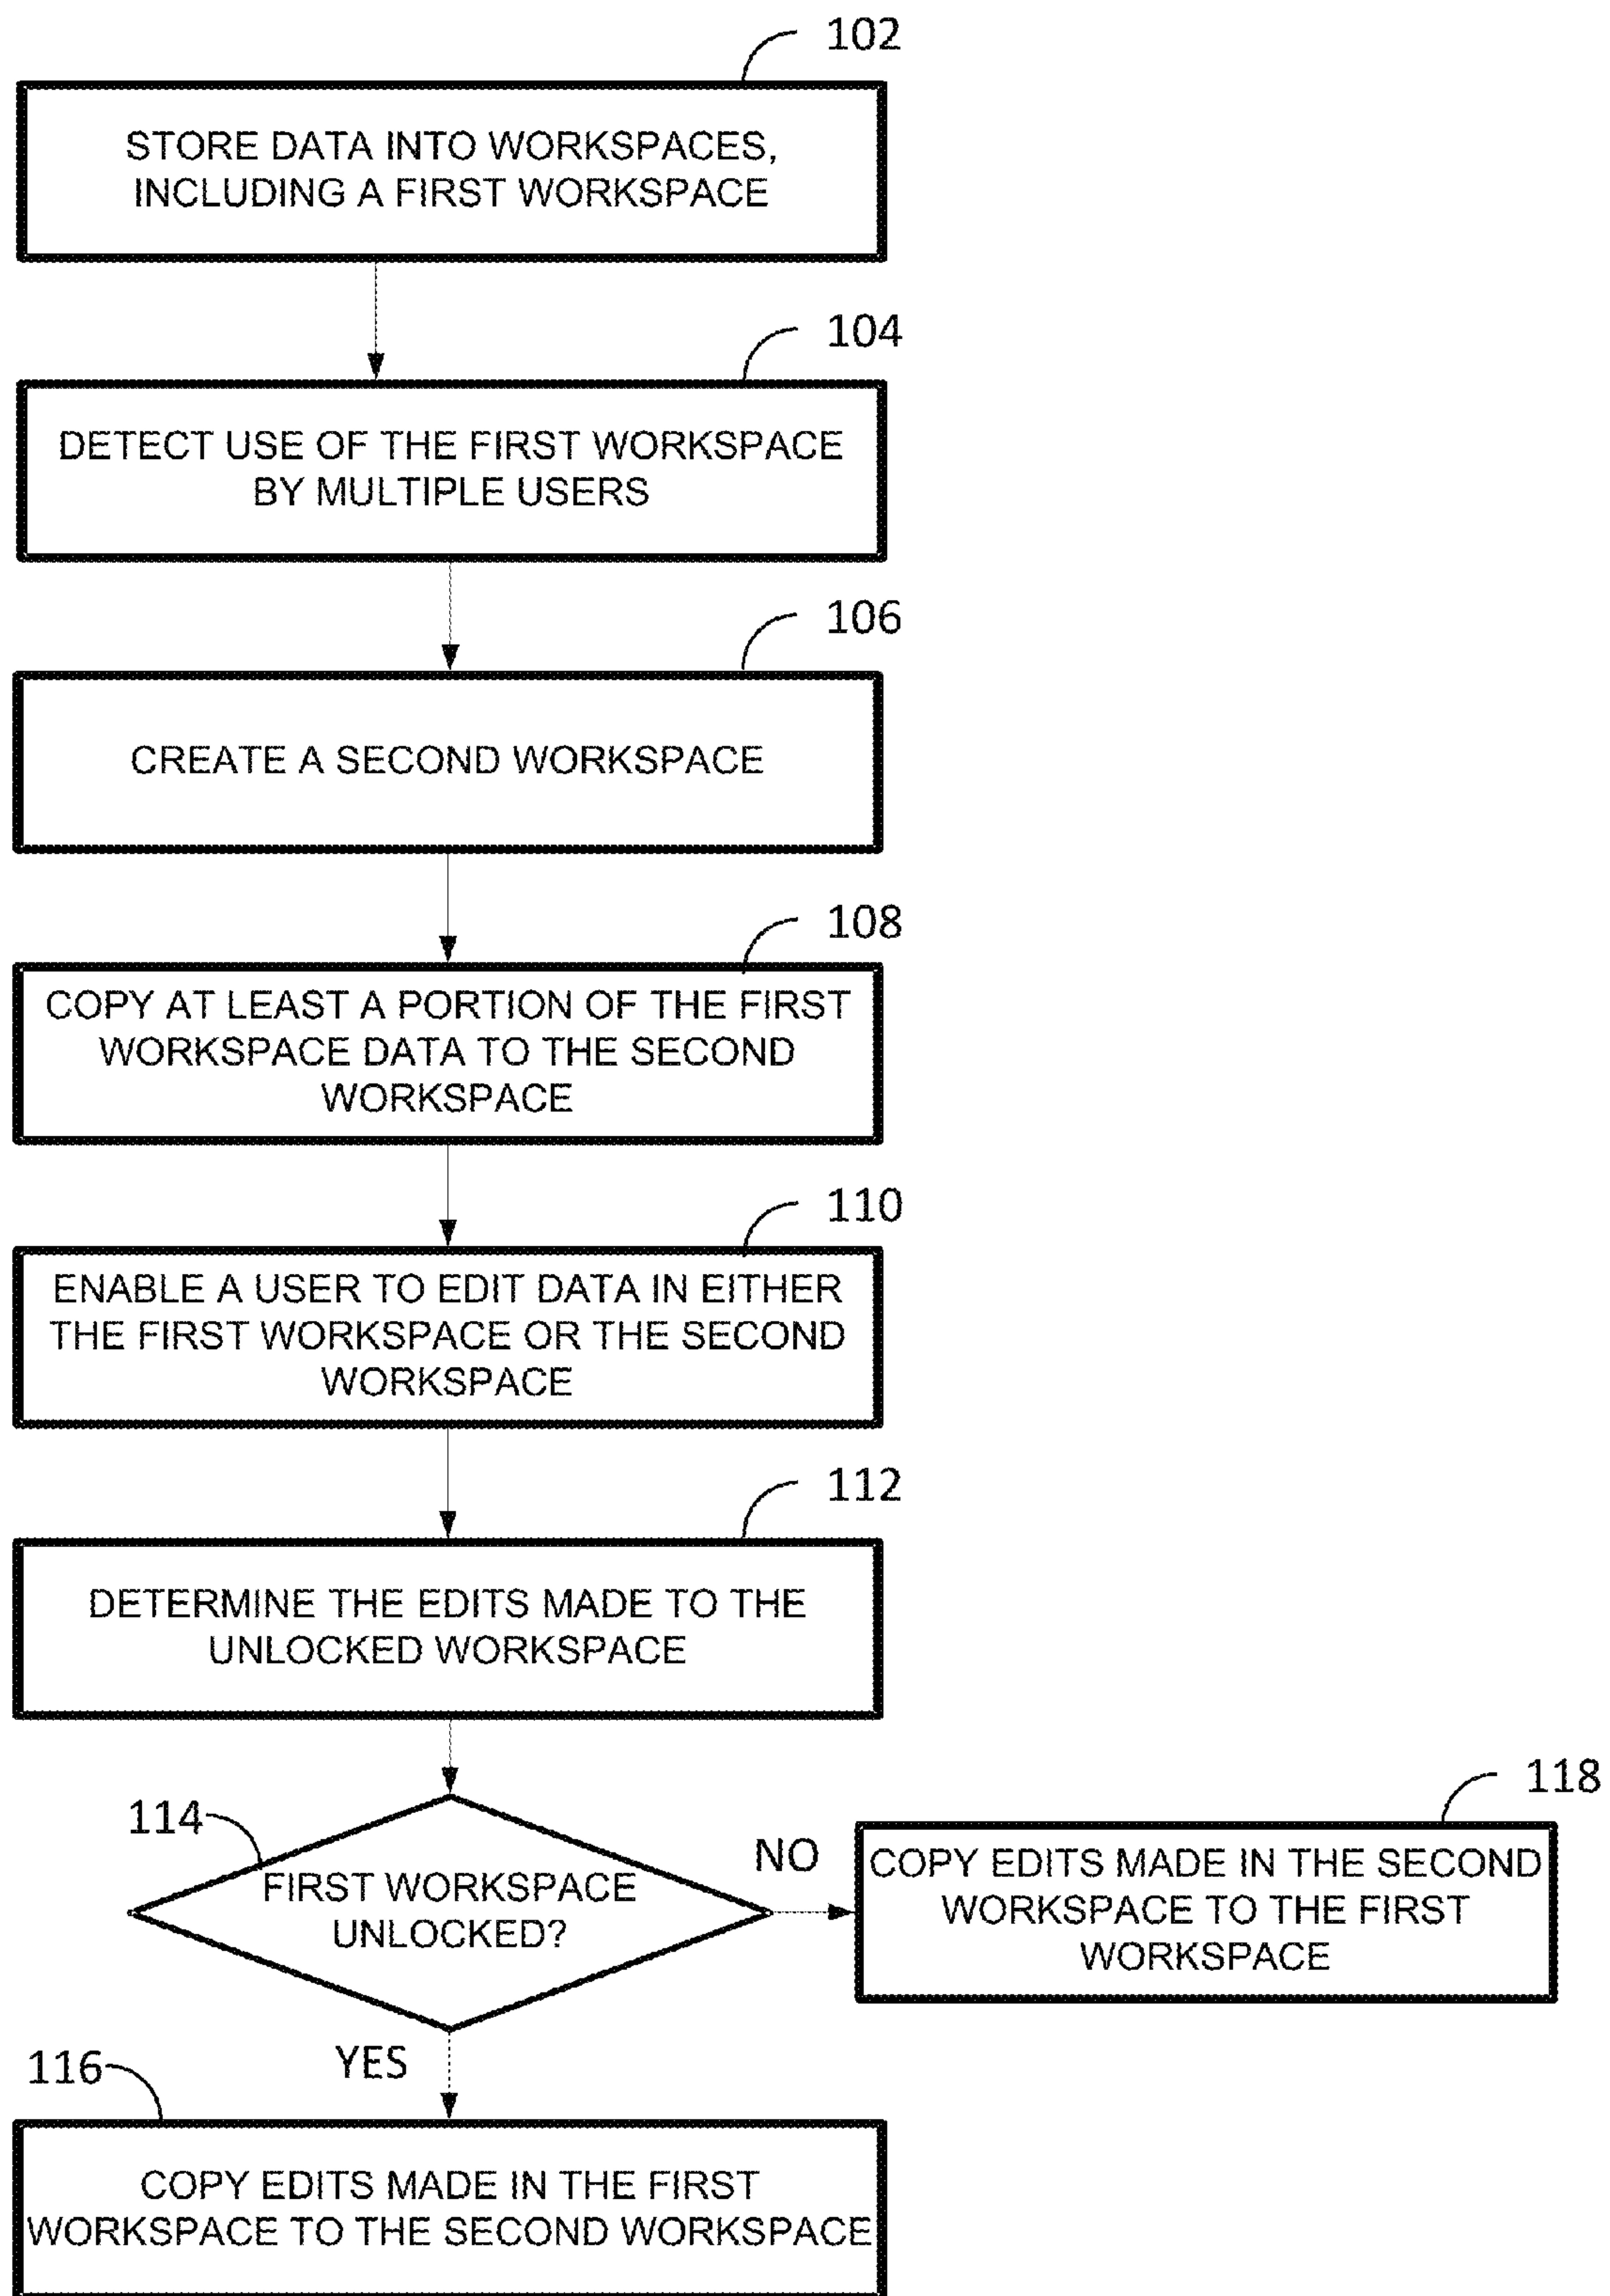 102
STORE DATA INTO WORKSPACES,
INCLUDING A FIRST WORKSPACE
104
DETECT USE OF THE FIRST WORKSPACE
BY MULTIPLE USERS
106
CREATE A SECOND WORKSPACE
108
COPY AT LEAST A PORTION OF THE FIRST
WORKSPACE DATA TO THE SECOND
WORKSPACE
110
ENABLE A USER TO EDIT DATA IN EITHER
THE FIRST WORKSPACE OR THE SECOND
WORKSPACE
112
DETERMINE THE EDITS MADE TO THE
UNLOCKED WORKSPACE
114
FIRST WORKSPACE
UNLOCKED?
NO
118
COPY EDITS MADE IN THE SECOND
WORKSPACE TO THE FIRST
WORKSPACE
YES
116
COPY EDITS MADE IN THE FIRST
WORKSPACE TO THE SECOND WORKSPACE